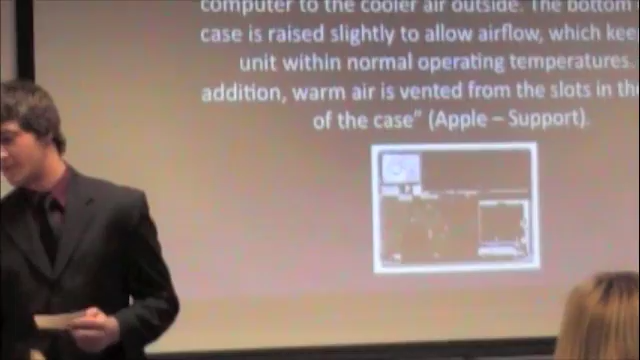 computer to the cooler air outside. The bottom
case is raised slightly to allow airflow, which kee
unit within normal operating temperatures.
addition, warm air is vented from the slots in the
of the case" (Apple – Support).